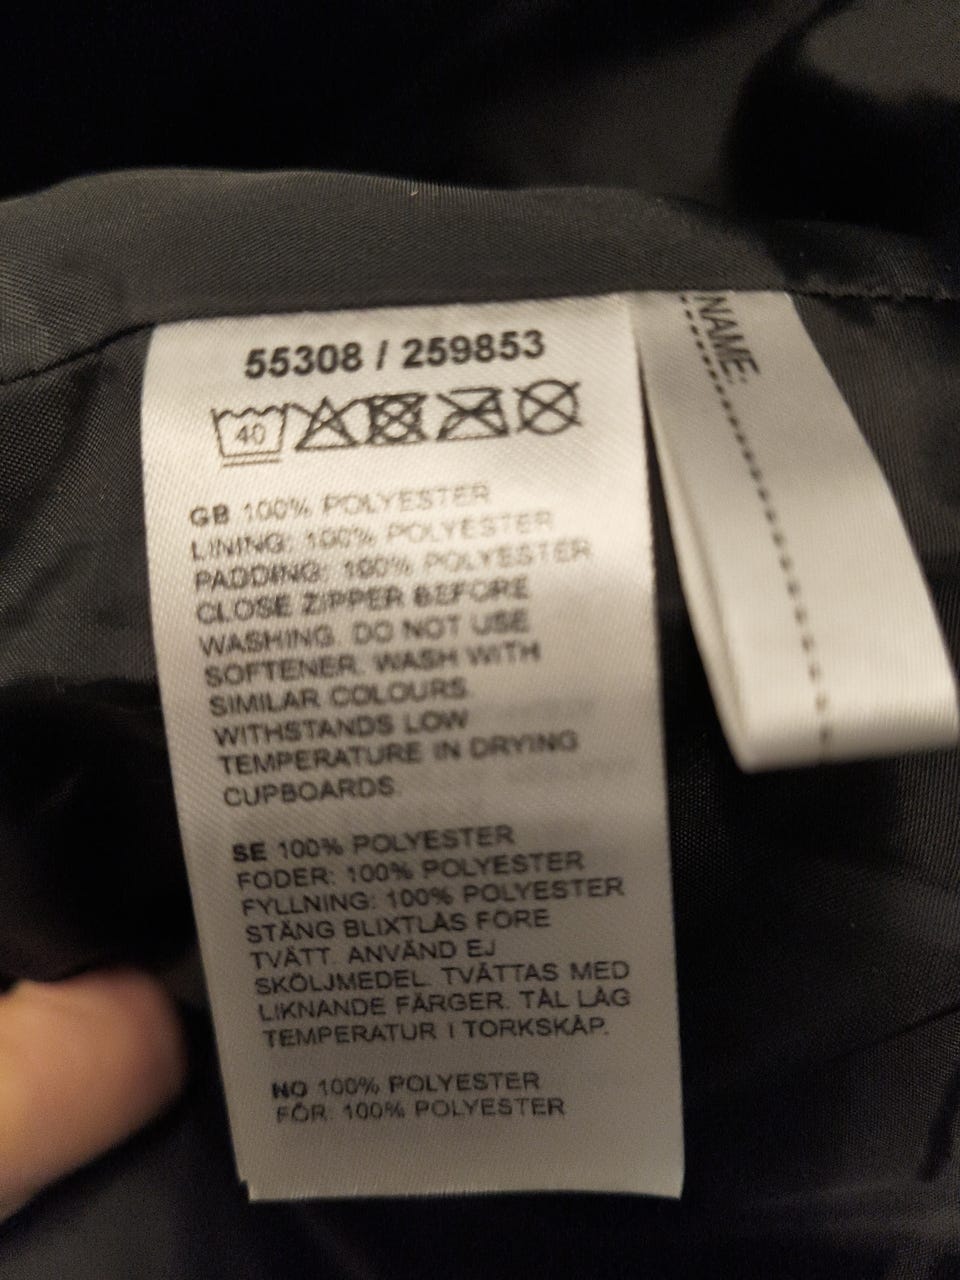 55308 / 259853
40
GB 100% POLYESTER
LINING: 100% POLYESTER
PADDING: 100% POLYESTER
CLOSE ZIPPER BEFORE
WASHING. DO NOT USE
SOFTENER. WASH WITH
SIMILAR COLOURS.
WITHSTANDS LOW
TEMPERATURE IN DRYING
CUPBOARDS.
SE 100% POLYESTER
FODER: 100% POLYESTER
FYLLNING: 100% POLYESTER
STÄNG BLIXTLÅS FÖRE
TVÄTT. ANVÄND EJ
SKÖLJMEDEL. TVÄTTAS MED
LIKNANDE FÄRGER. TÅL LÅG
TEMPERATUR I TORKSKÅP.
NO 100% POLYESTER
FÔR: 100% POLYESTER
NAME: